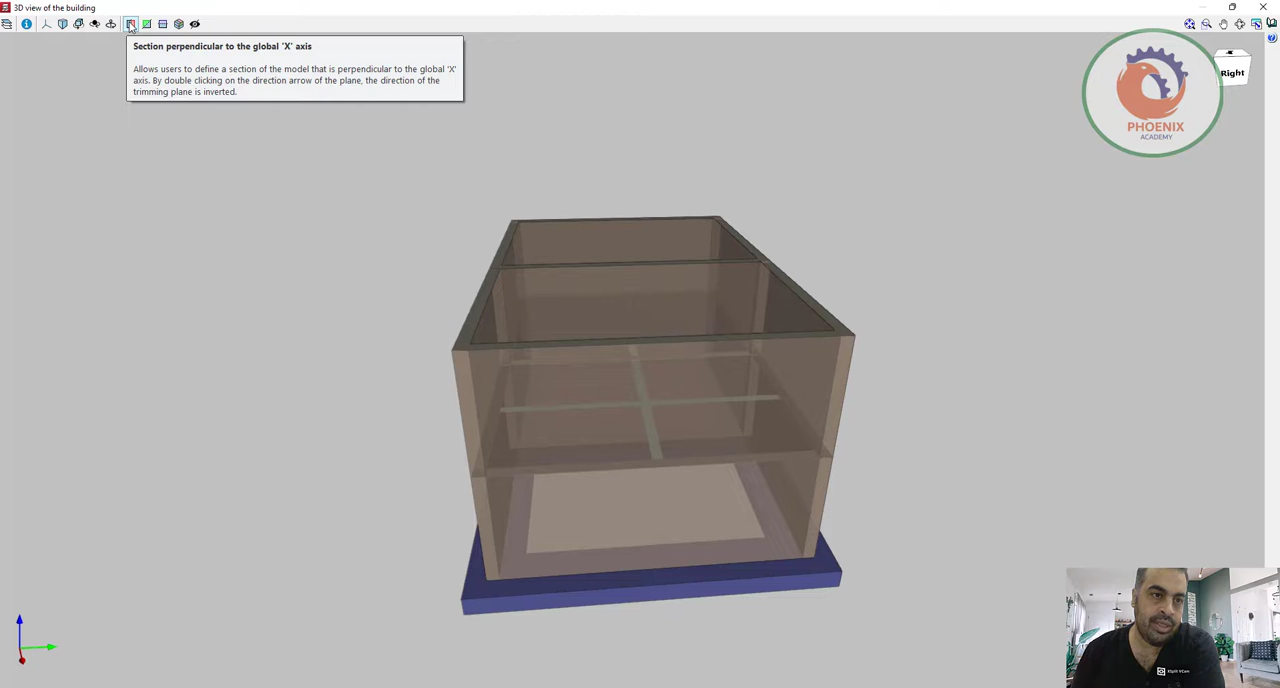 3D view of the building
Section perpendicular to the global 'X' axis
Allows users to define a section of the model that is perpendicular to the global 'X'
axis. By double clicking on the direction arrow of the plane, the direction of the
trimming plane is inverted.
Right
PHOENIX
ACADEMY
XSplit VCam